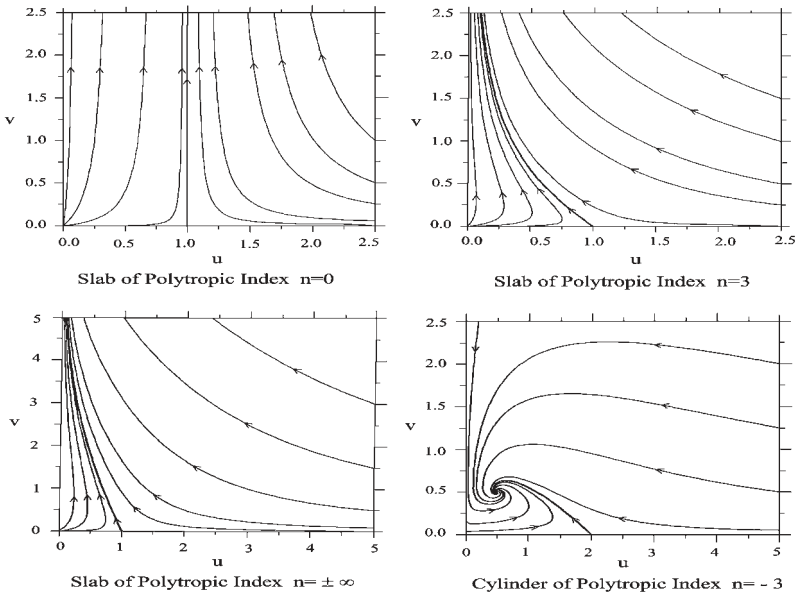 2.5
2.0
1.5
v
1.0
0.5
0.0
0.0 0.5 1.0 1.5 2.0 2.5
u
Slab of Polytropic Index n=0
2.5
2.0
1.5
v
1.0
0.5
0.0
0.0 0.5 1.0 1.5 2.0 2.5
u
Slab of Polytropic Index n=3
5
4
3
v
2
1
0
0 1 2 3 4 5
u
Slab of Polytropic Index n= ± ∞
2.5
2.0
1.5
v
1.0
0.5
0.0
0 1 2 3 4 5
u
Cylinder of Polytropic Index n= - 3